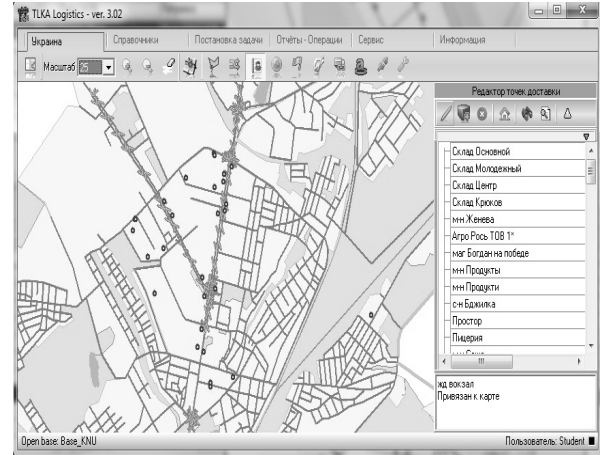 TLKA Logistics - ver. 3.02
Украина Справочники Постановка задачи Отчёты - Операции Сервис Информация
Масштаб 25
Редактор точек доставки
Склад Основной
Склад Молодежный
Склад Центр
Склад Крюков
м-н Женева
Агро Рось ТОВ 1*
маг Богдан на победе
м-н Продукты
м-н Продукти
с-н Бджилка
Простор
Пицерия
жд вокзал
Привязан к карте
Open base: Base_KNU Пользователь: Student